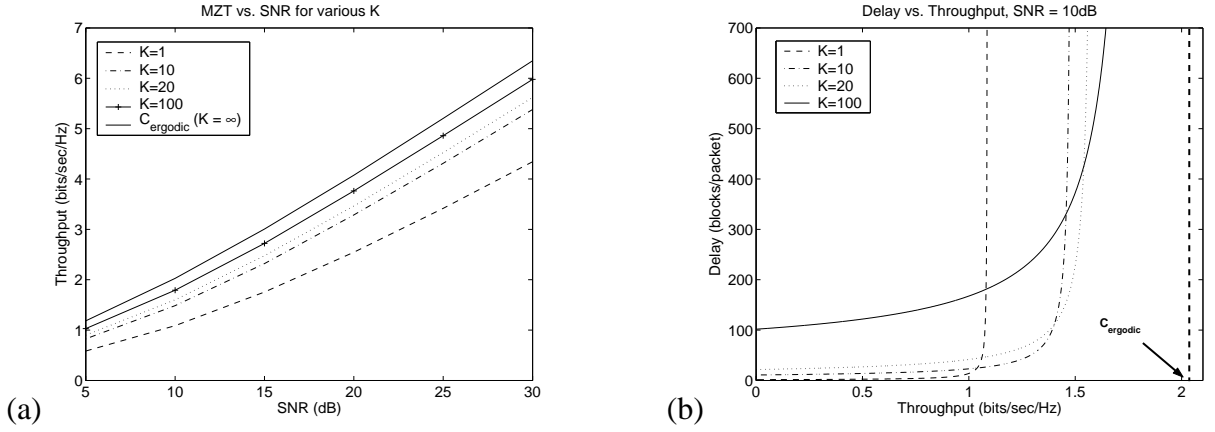 MZT vs. SNR for various K
7
6
5
4
3
2
1
0
Throughput (bits/sec/Hz)
K=1
K=10
K=20
K=100
C_ergodic (K = ∞)
5 10 15 20 25 30
SNR (dB)
(a)
Delay vs. Throughput, SNR = 10dB
700
600
500
400
300
200
100
0
Delay (blocks/packet)
K=1
K=10
K=20
K=100
C_ergodic
0 0.5 1 1.5 2
Throughput (bits/sec/Hz)
(b)